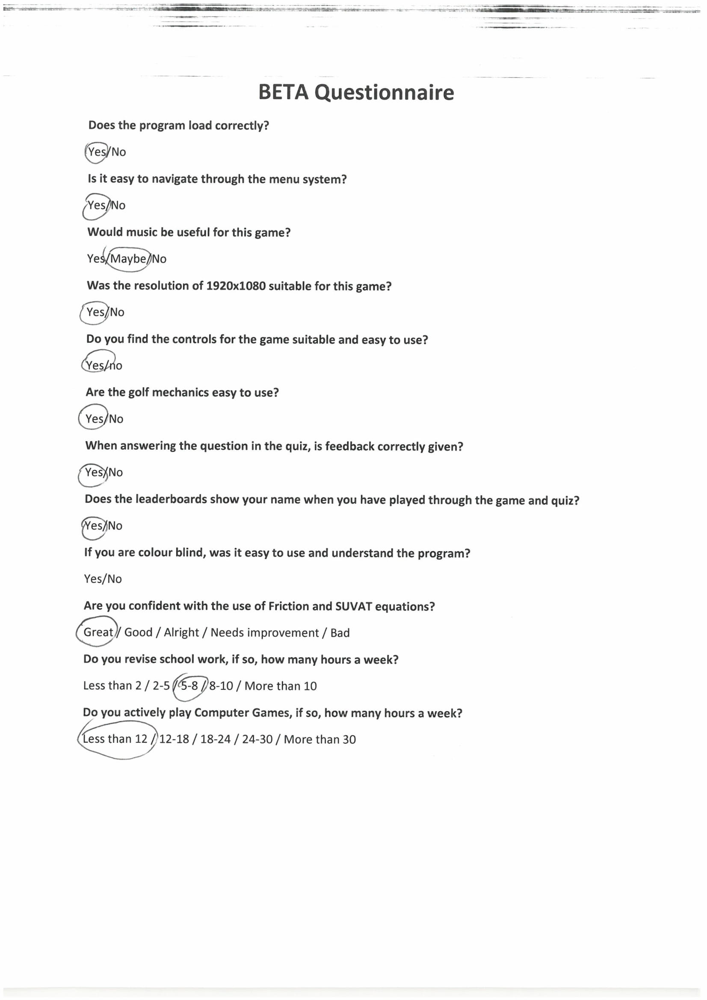 BETA Questionnaire
Does the program load correctly?
Yes/No
Is it easy to navigate through the menu system?
Yes/No
Would music be useful for this game?
Yes/Maybe/No
Was the resolution of 1920x1080 suitable for this game?
Yes/No
Do you find the controls for the game suitable and easy to use?
Yes/no
Are the golf mechanics easy to use?
Yes/No
When answering the question in the quiz, is feedback correctly given?
Yes/No
Does the leaderboards show your name when you have played through the game and quiz?
Yes/No
If you are colour blind, was it easy to use and understand the program?
Yes/No
Are you confident with the use of Friction and SUVAT equations?
Great / Good / Alright / Needs improvement / Bad
Do you revise school work, if so, how many hours a week?
Less than 2 / 2-5 / 5-8 / 8-10 / More than 10
Do you actively play Computer Games, if so, how many hours a week?
Less than 12 / 12-18 / 18-24 / 24-30 / More than 30